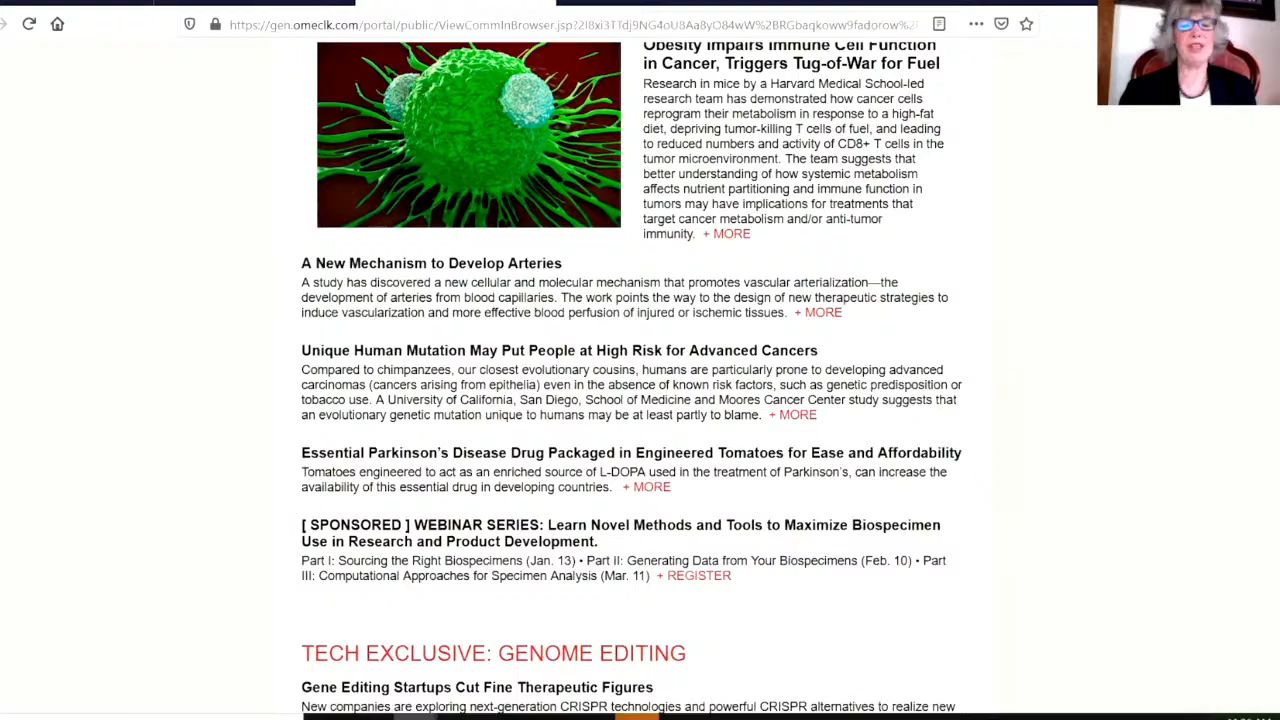 https://gen.omeclk.com/portal/public/ViewCommInBrowser.jsp?2l8xi3TTdj9NG4oU8Aa8yO84wW%2BRGbaqkoww9fadorow%2
Obesity Impairs Immune Cell Function
in Cancer, Triggers Tug-of-War for Fuel
Research in mice by a Harvard Medical School-led
research team has demonstrated how cancer cells
reprogram their metabolism in response to a high-fat
diet, depriving tumor-killing T cells of fuel, and leading
to reduced numbers and activity of CD8+ T cells in the
tumor microenvironment. The team suggests that
better understanding of how systemic metabolism
affects nutrient partitioning and immune function in
tumors may have implications for treatments that
target cancer metabolism and/or anti-tumor
immunity. + MORE
A New Mechanism to Develop Arteries
A study has discovered a new cellular and molecular mechanism that promotes vascular arterialization—the
development of arteries from blood capillaries. The work points the way to the design of new therapeutic strategies to
induce vascularization and more effective blood perfusion of injured or ischemic tissues. + MORE
Unique Human Mutation May Put People at High Risk for Advanced Cancers
Compared to chimpanzees, our closest evolutionary cousins, humans are particularly prone to developing advanced
carcinomas (cancers arising from epithelia) even in the absence of known risk factors, such as genetic predisposition or
tobacco use. A University of California, San Diego, School of Medicine and Moores Cancer Center study suggests that
an evolutionary genetic mutation unique to humans may be at least partly to blame. + MORE
Essential Parkinson's Disease Drug Packaged in Engineered Tomatoes for Ease and Affordability
Tomatoes engineered to act as an enriched source of L-DOPA used in the treatment of Parkinson's, can increase the
availability of this essential drug in developing countries. + MORE
[ SPONSORED ] WEBINAR SERIES: Learn Novel Methods and Tools to Maximize Biospecimen
Use in Research and Product Development.
Part I: Sourcing the Right Biospecimens (Jan. 13) • Part II: Generating Data from Your Biospecimens (Feb. 10) • Part
III: Computational Approaches for Specimen Analysis (Mar. 11) + REGISTER
TECH EXCLUSIVE: GENOME EDITING
Gene Editing Startups Cut Fine Therapeutic Figures
New companies are exploring next-generation CRISPR technologies and powerful CRISPR alternatives to realize new